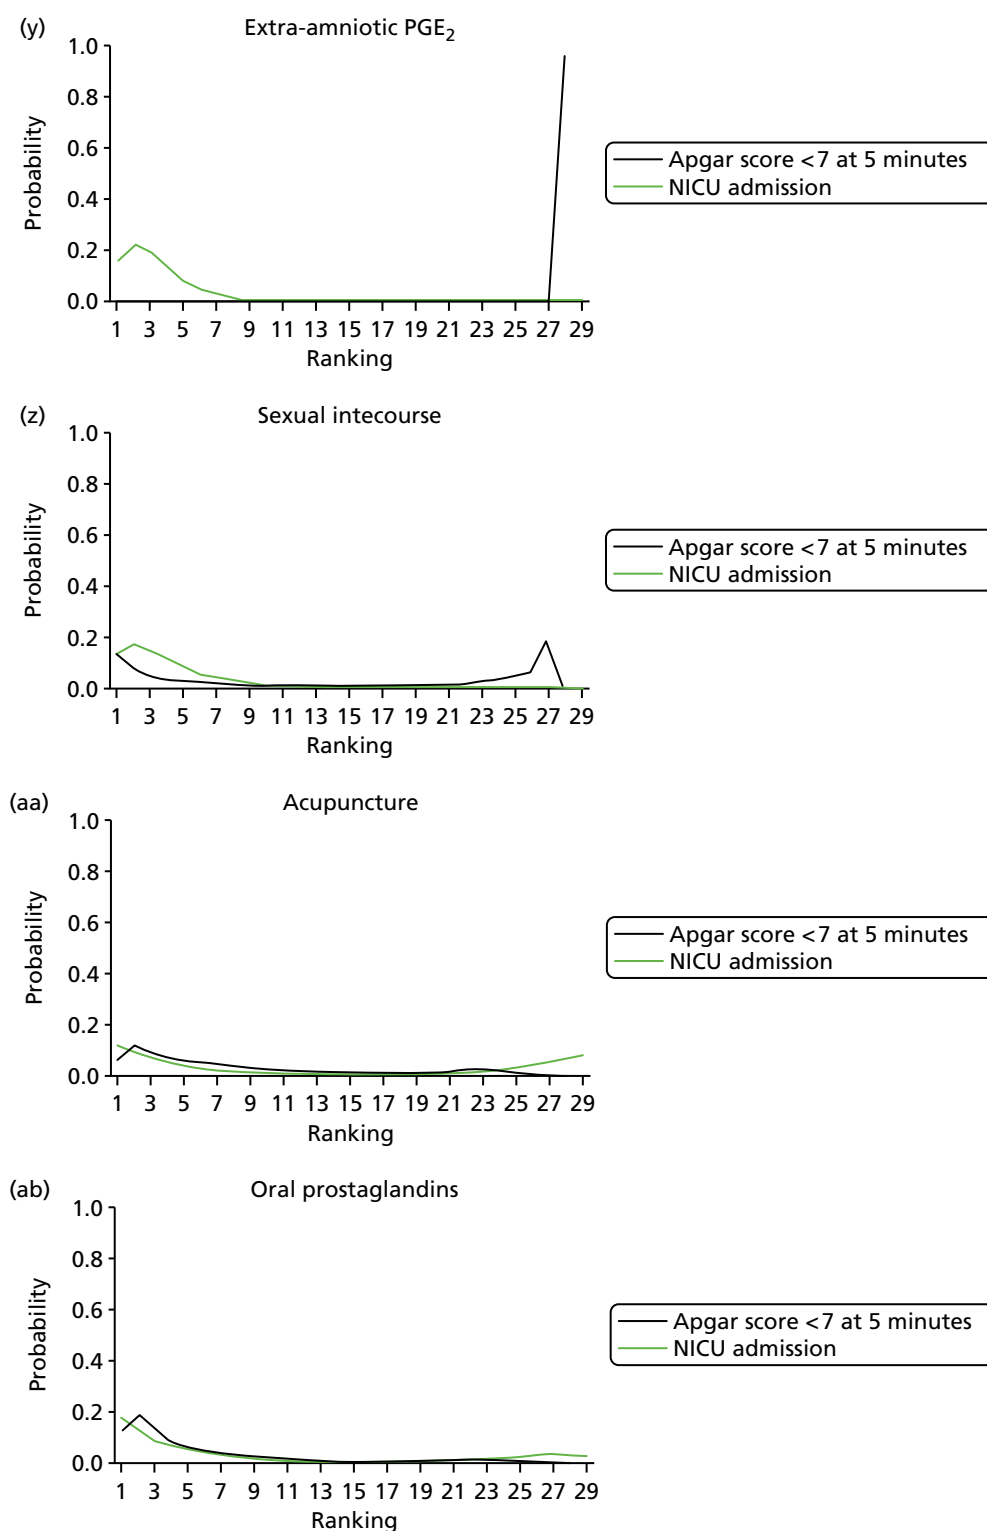 (y)
Extra-amniotic PGE₂
1.0
0.8
0.6
0.4
0.2
0.0
Probability
1 3 5 7 9 11 13 15 17 19 21 23 25 27 29
Ranking
Apgar score <7 at 5 minutes
NICU admission
(z)
Sexual intecourse
1.0
0.8
0.6
0.4
0.2
0.0
Probability
1 3 5 7 9 11 13 15 17 19 21 23 25 27 29
Ranking
Apgar score <7 at 5 minutes
NICU admission
(aa)
Acupuncture
1.0
0.8
0.6
0.4
0.2
0.0
Probability
1 3 5 7 9 11 13 15 17 19 21 23 25 27 29
Ranking
Apgar score <7 at 5 minutes
NICU admission
(ab)
Oral prostaglandins
1.0
0.8
0.6
0.4
0.2
0.0
Probability
1 3 5 7 9 11 13 15 17 19 21 23 25 27 29
Ranking
Apgar score <7 at 5 minutes
NICU admission